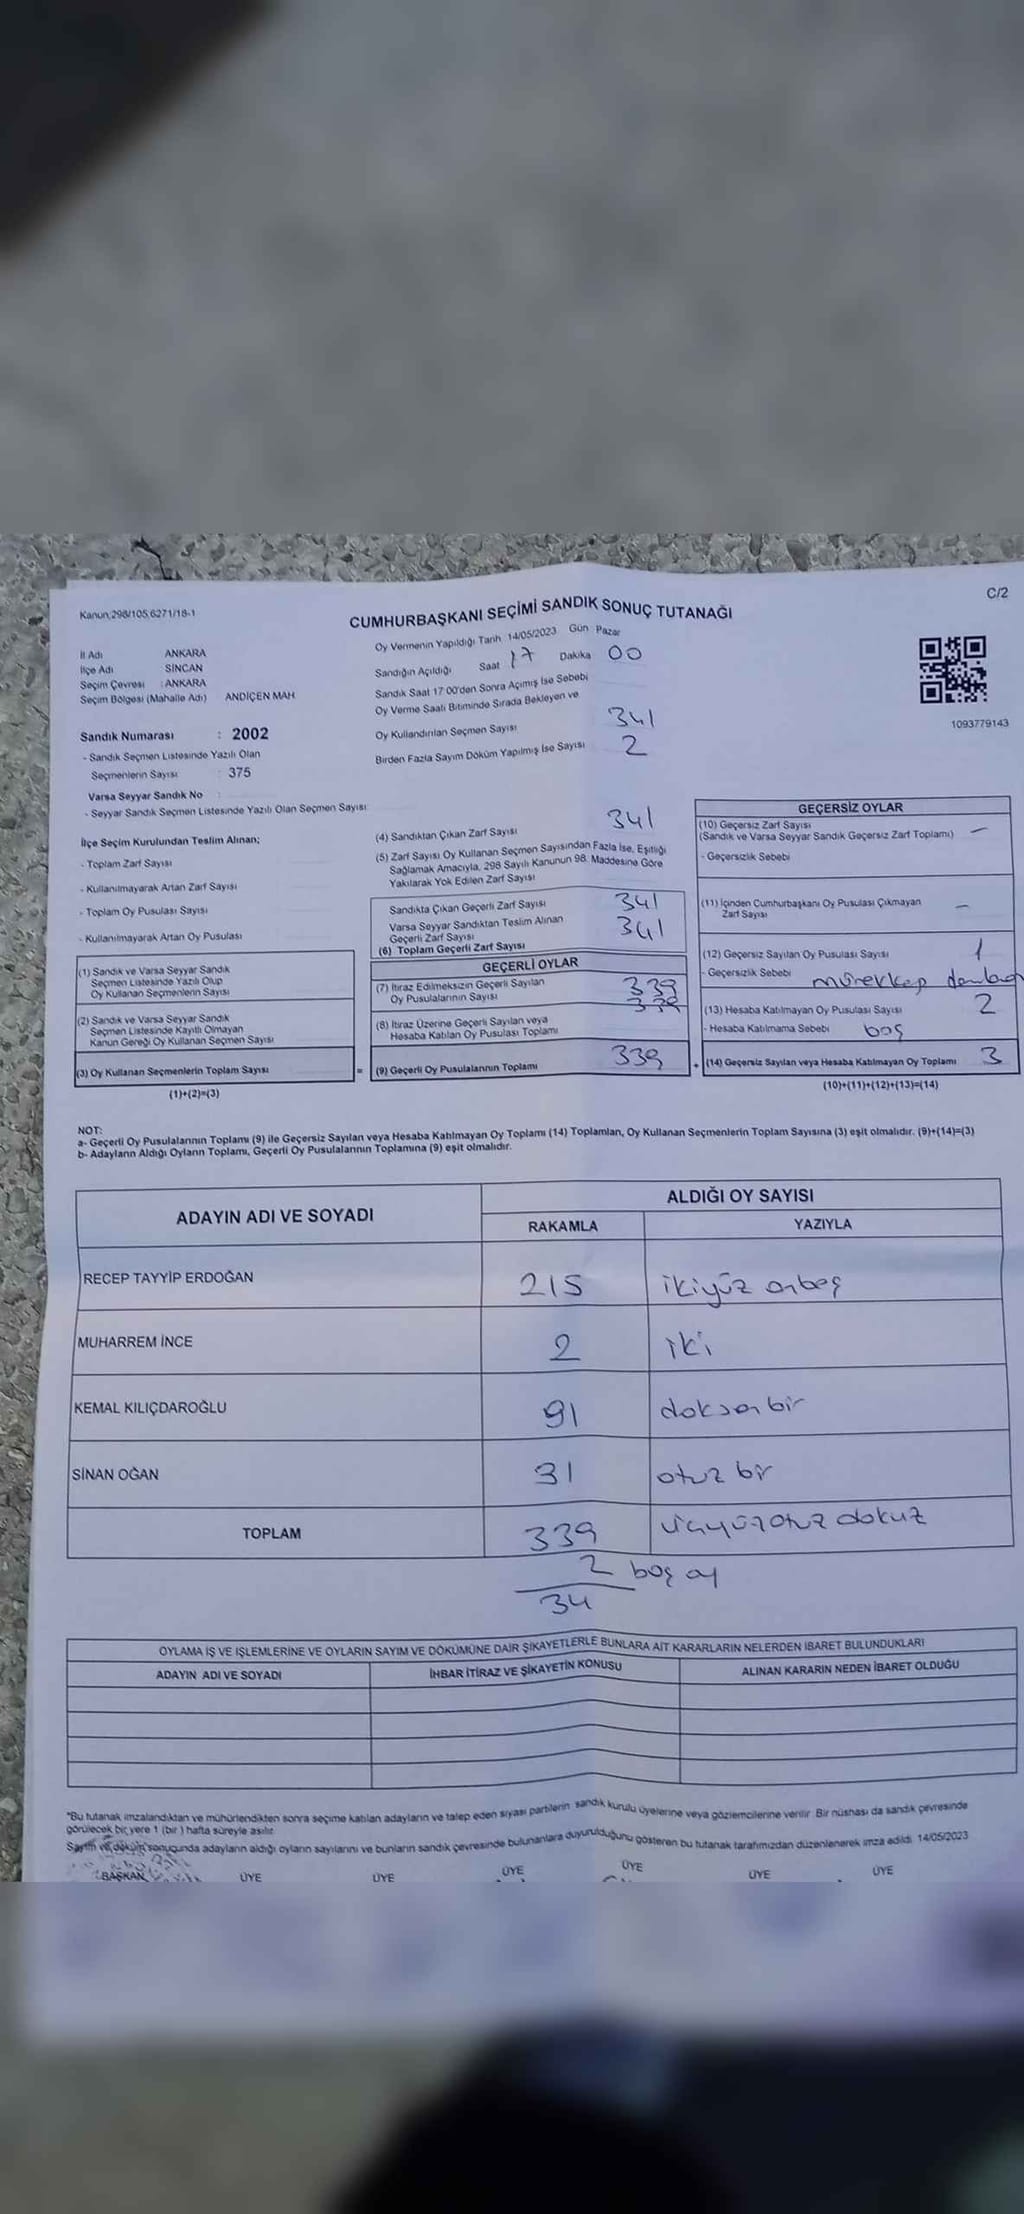 Kanun:298/105,6271/18-1
C/2
CUMHURBAŞKANI SEÇİMİ SANDIK SONUÇ TUTANAĞI
İl Adı ANKARA
İlçe Adı SİNCAN
Seçim Çevresi : ANKARA
Seçim Bölgesi (Mahalle Adı) ANDİÇEN MAH
Sandık Numarası : 2002
- Sandık Seçmen Listesinde Yazılı Olan
Seçmenlerin Sayısı : 375
Varsa Seyyar Sandık No :
- Seyyar Sandık Seçmen Listesinde Yazılı Olan Seçmen Sayısı:
Oy Vermenin Yapıldığı Tarih 14/05/2023 Gün Pazar
Sandığın Açıldığı Saat 17 Dakika 00
Sandık Saat 17 00'den Sonra Açımış İse Sebebi
Oy Verme Saati Bitiminde Sırada Bekleyen ve
Oy Kullandırılan Seçmen Sayısı 341
Birden Fazla Sayım Döküm Yapılmış İse Sayısı 2
1093779143
İlçe Seçim Kurulundan Teslim Alınan;
- Toplam Zarf Sayısı
- Kullanılmayarak Artan Zarf Sayısı
- Toplam Oy Pusulası Sayısı
- Kullanılmayarak Artan Oy Pusulası
(1) Sandık ve Varsa Seyyar Sandık
Seçmen Listesinde Yazılı Olup
Oy Kullanan Seçmenlerin Sayısı
(2) Sandık ve Varsa Seyyar Sandık
Seçmen Listesinde Kayıtlı Olmayan
Kanun Gereği Oy Kullanan Seçmen Sayısı
(3) Oy Kullanan Seçmenlerin Toplam Sayısı
(1)+(2)=(3)
(4) Sandıktan Çıkan Zarf Sayısı 341
(5) Zarf Sayısı Oy Kullanan Seçmen Sayısından Fazla İse, Eşitliği
Sağlamak Amacıyla, 298 Sayılı Kanunun 98. Maddesine Göre
Yakılarak Yok Edilen Zarf Sayısı
Sandıkta Çıkan Geçerli Zarf Sayısı 341
Varsa Seyyar Sandıktan Teslim Alınan
Geçerli Zarf Sayısı 341
(6) Toplam Geçerli Zarf Sayısı
GEÇERLİ OYLAR
(7) İtiraz Edilmeksizin Geçerli Sayılan
Oy Pusulalarının Sayısı 339
339
(8) İtiraz Üzerine Geçerli Sayılan veya
Hesaba Katılan Oy Pusulası Toplamı
= (9) Geçerli Oy Pusulalarının Toplamı 339
GEÇERSİZ OYLAR
(10) Geçersiz Zarf Sayısı
(Sandık ve Varsa Seyyar Sandık Geçersiz Zarf Toplamı) —
- Geçersizlik Sebebi
(11) İçinden Cumhurbaşkanı Oy Pusulası Çıkmayan
Zarf Sayısı —
(12) Geçersiz Sayılan Oy Pusulası Sayısı 1
- Geçersizlik Sebebi mürekkep
(13) Hesaba Katılmayan Oy Pusulası Sayısı 2
- Hesaba Katılmama Sebebi boş
+ (14) Geçersiz Sayılan veya Hesaba Katılmayan Oy Toplamı 3
(10)+(11)+(12)+(13)=(14)
NOT:
a- Geçerli Oy Pusulalarının Toplamı (9) ile Geçersiz Sayılan veya Hesaba Katılmayan Oy Toplamı (14) Toplamları, Oy Kullanan Seçmenlerin Toplam Sayısına (3) eşit olmalıdır. (9)+(14)=(3)
b- Adayların Aldığı Oyların Toplamı, Geçerli Oy Pusulalarının Toplamına (9) eşit olmalıdır.
ADAYIN ADI VE SOYADI
ALDIĞI OY SAYISI
RAKAMLA YAZIYLA
RECEP TAYYİP ERDOĞAN 215 ikiyüz onbeş
MUHARREM İNCE 2 iki
KEMAL KILIÇDAROĞLU 91 doksan bir
SİNAN OĞAN 31 otuz bir
TOPLAM 339 üçyüzotuz dokuz
2 boş oy
34
OYLAMA İŞ VE İŞLEMLERİNE VE OYLARIN SAYIM VE DÖKÜMÜNE DAİR ŞİKAYETLERLE BUNLARA AİT KARARLARIN NELERDEN İBARET BULUNDUKLARI
ADAYIN ADI VE SOYADI İHBAR İTİRAZ VE ŞİKAYETİN KONUSU ALINAN KARARIN NEDEN İBARET OLDUĞU
*Bu tutanak imzalandıktan ve mühürlendikten sonra seçime katılan adayların ve talep eden siyasi partilerin sandık kurulu üyelerine veya gözlemcilerine verilir. Bir nüshası da sandık çevresinde
görülecek bir yere 1 (bir) hafta süreyle asılır.
Sayım ve döküm sonucunda adayların aldığı oyların sayılarını ve bunların sandık çevresinde bulunanlara duyurulduğunu gösteren bu tutanak tarafımızdan düzenlenerek imza edildi. 14/05/2023
BAŞKAN ÜYE ÜYE ÜYE ÜYE ÜYE ÜYE